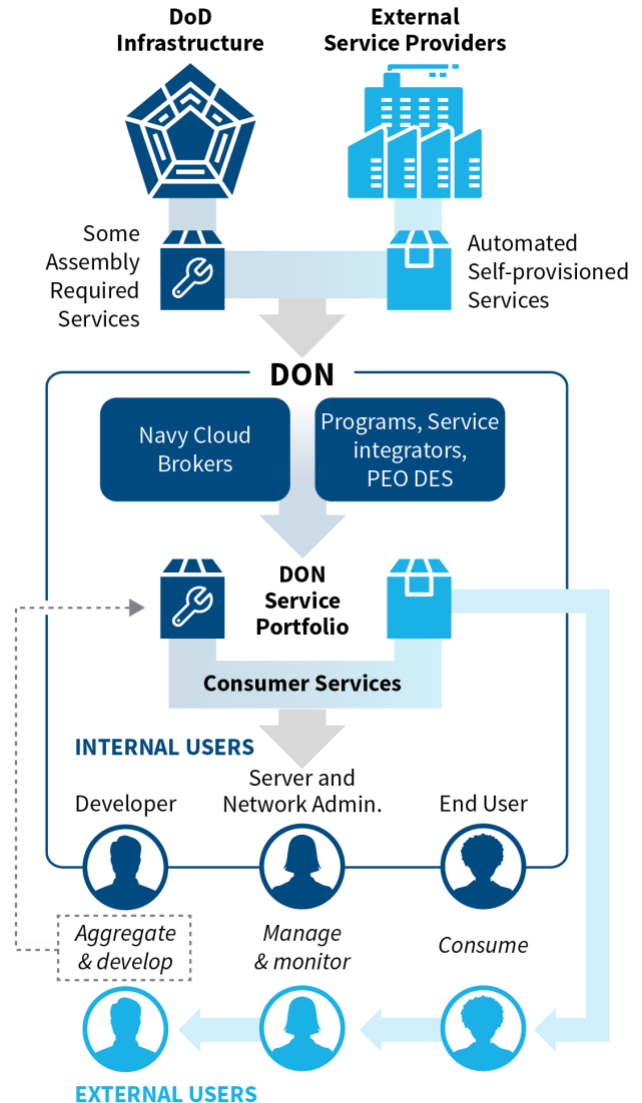 DoD
Infrastructure
External
Service Providers
Some
Assembly
Required
Services
Automated
Self-provisioned
Services
DON
Navy Cloud
Brokers
Programs, Service
integrators,
PEO DES
DON
Service
Portfolio
Consumer Services
INTERNAL USERS
Developer
Server and
Network Admin.
End User
Aggregate
& develop
Manage
& monitor
Consume
EXTERNAL USERS